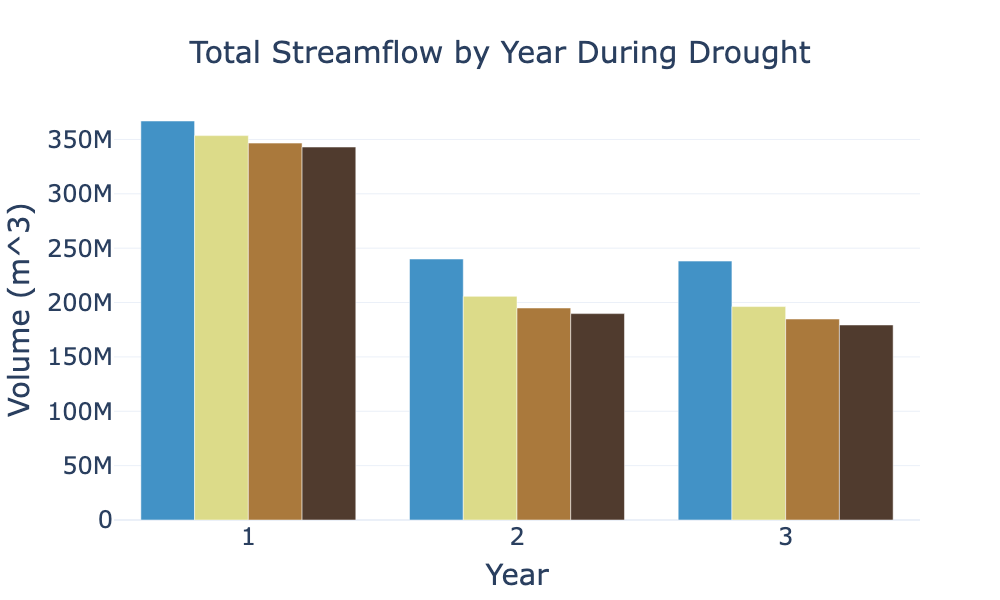 Total Streamflow by Year During Drought
Volume (m^3)
350M
300M
250M
200M
150M
100M
50M
0
1 2 3
Year